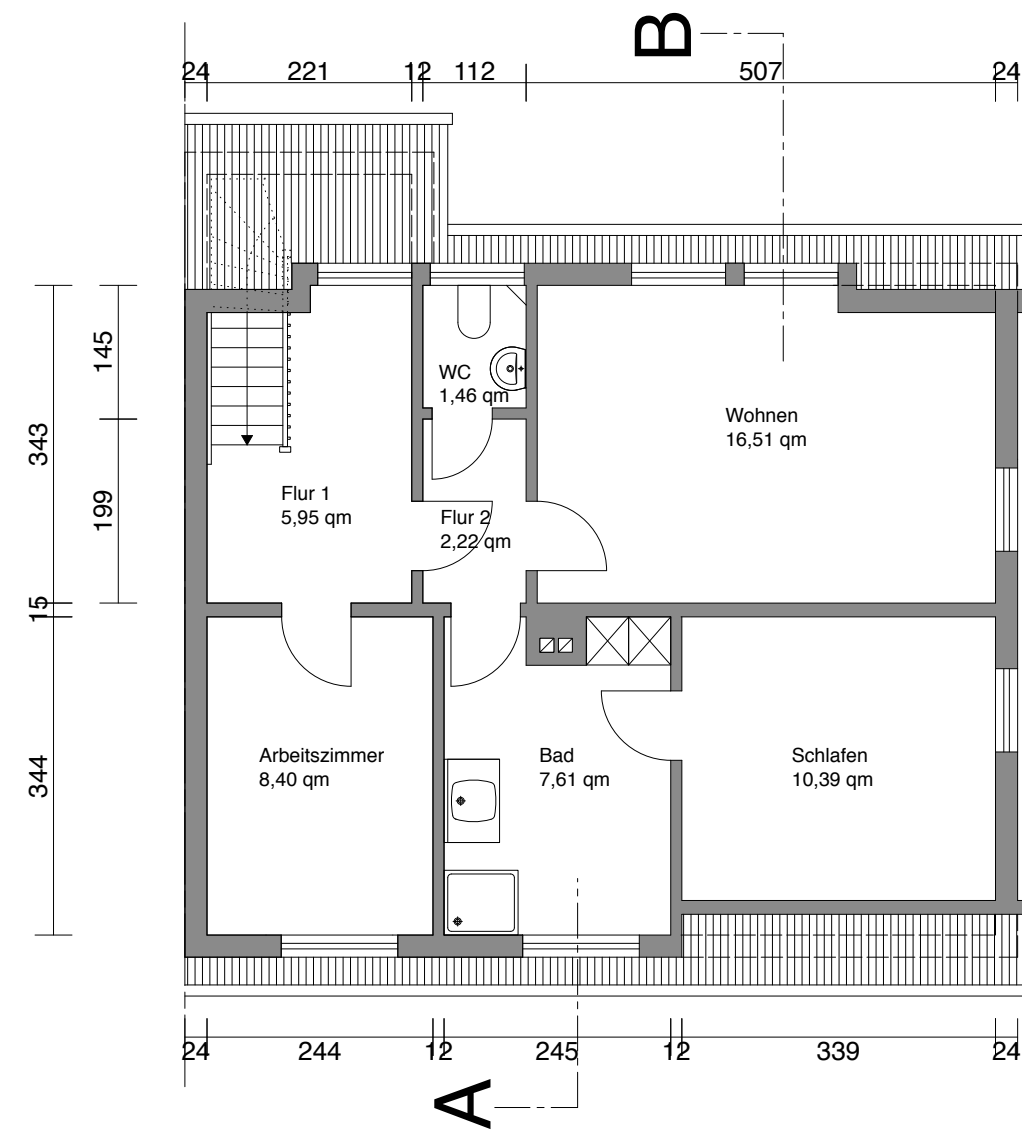 B
24 221 12 112 507 24
145
343
199
15
344
WC
1,46 qm
Wohnen
16,51 qm
Flur 1
5,95 qm
Flur 2
2,22 qm
Arbeitszimmer
8,40 qm
Bad
7,61 qm
Schlafen
10,39 qm
24 244 12 245 12 339 24
A